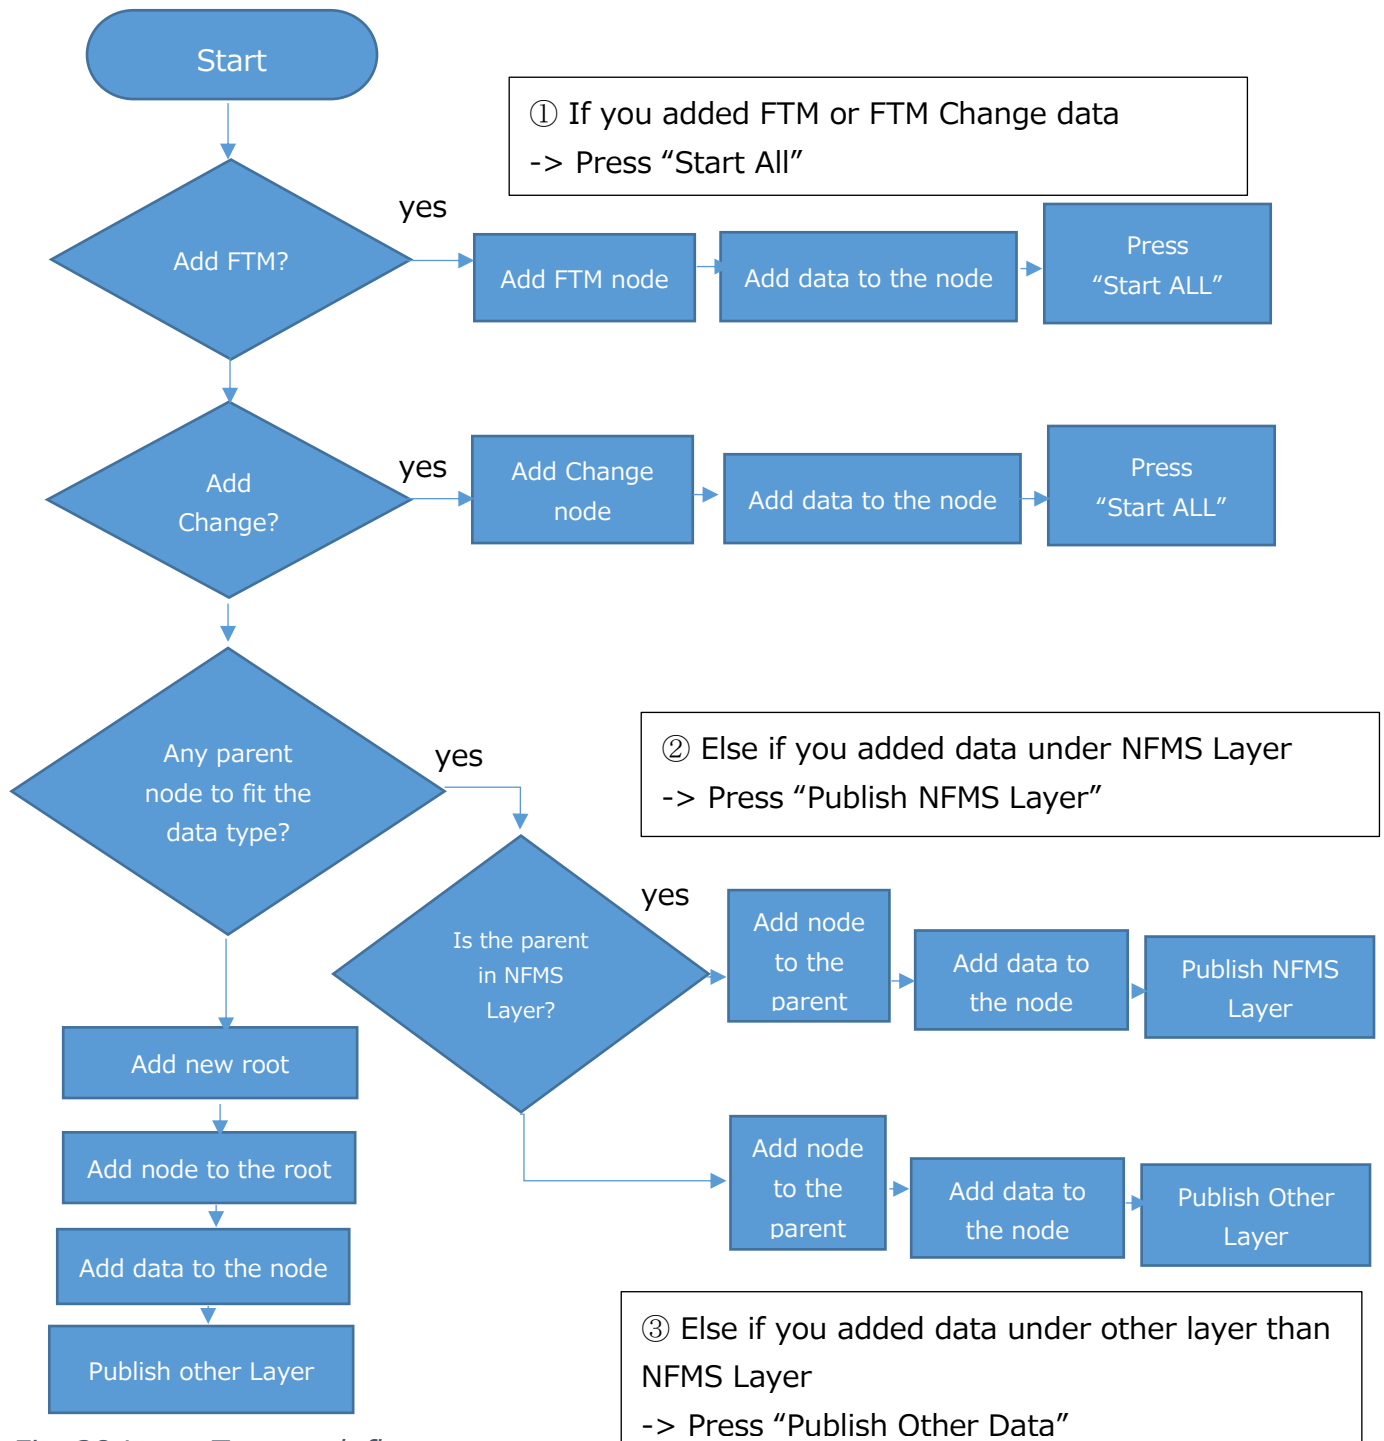 Start
① If you added FTM or FTM Change data
-> Press “Start All”
yes
Add FTM?
Add FTM node
Add data to the node
Press
“Start ALL”
yes
Add
Change?
Add Change
node
Add data to the node
Press
“Start ALL”
Any parent
node to fit the
data type?
yes
② Else if you added data under NFMS Layer
-> Press “Publish NFMS Layer”
Is the parent
in NFMS
Layer?
yes
Add node
to the
parent
Add data to
the node
Publish NFMS
Layer
Add new root
Add node to the root
Add data to the node
Publish other Layer
Add node
to the
parent
Add data to
the node
Publish Other
Layer
③ Else if you added data under other layer than
NFMS Layer
-> Press “Publish Other Data”